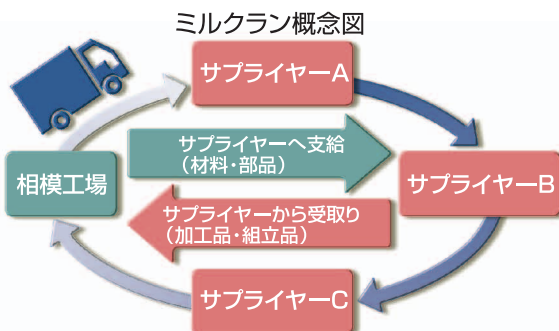 ミルクラン概念図
サプライヤーA
サプライヤーへ支給
（材料・部品）
相模工場
サプライヤーB
サプライヤーから受取り
（加工品・組立品）
サプライヤーC